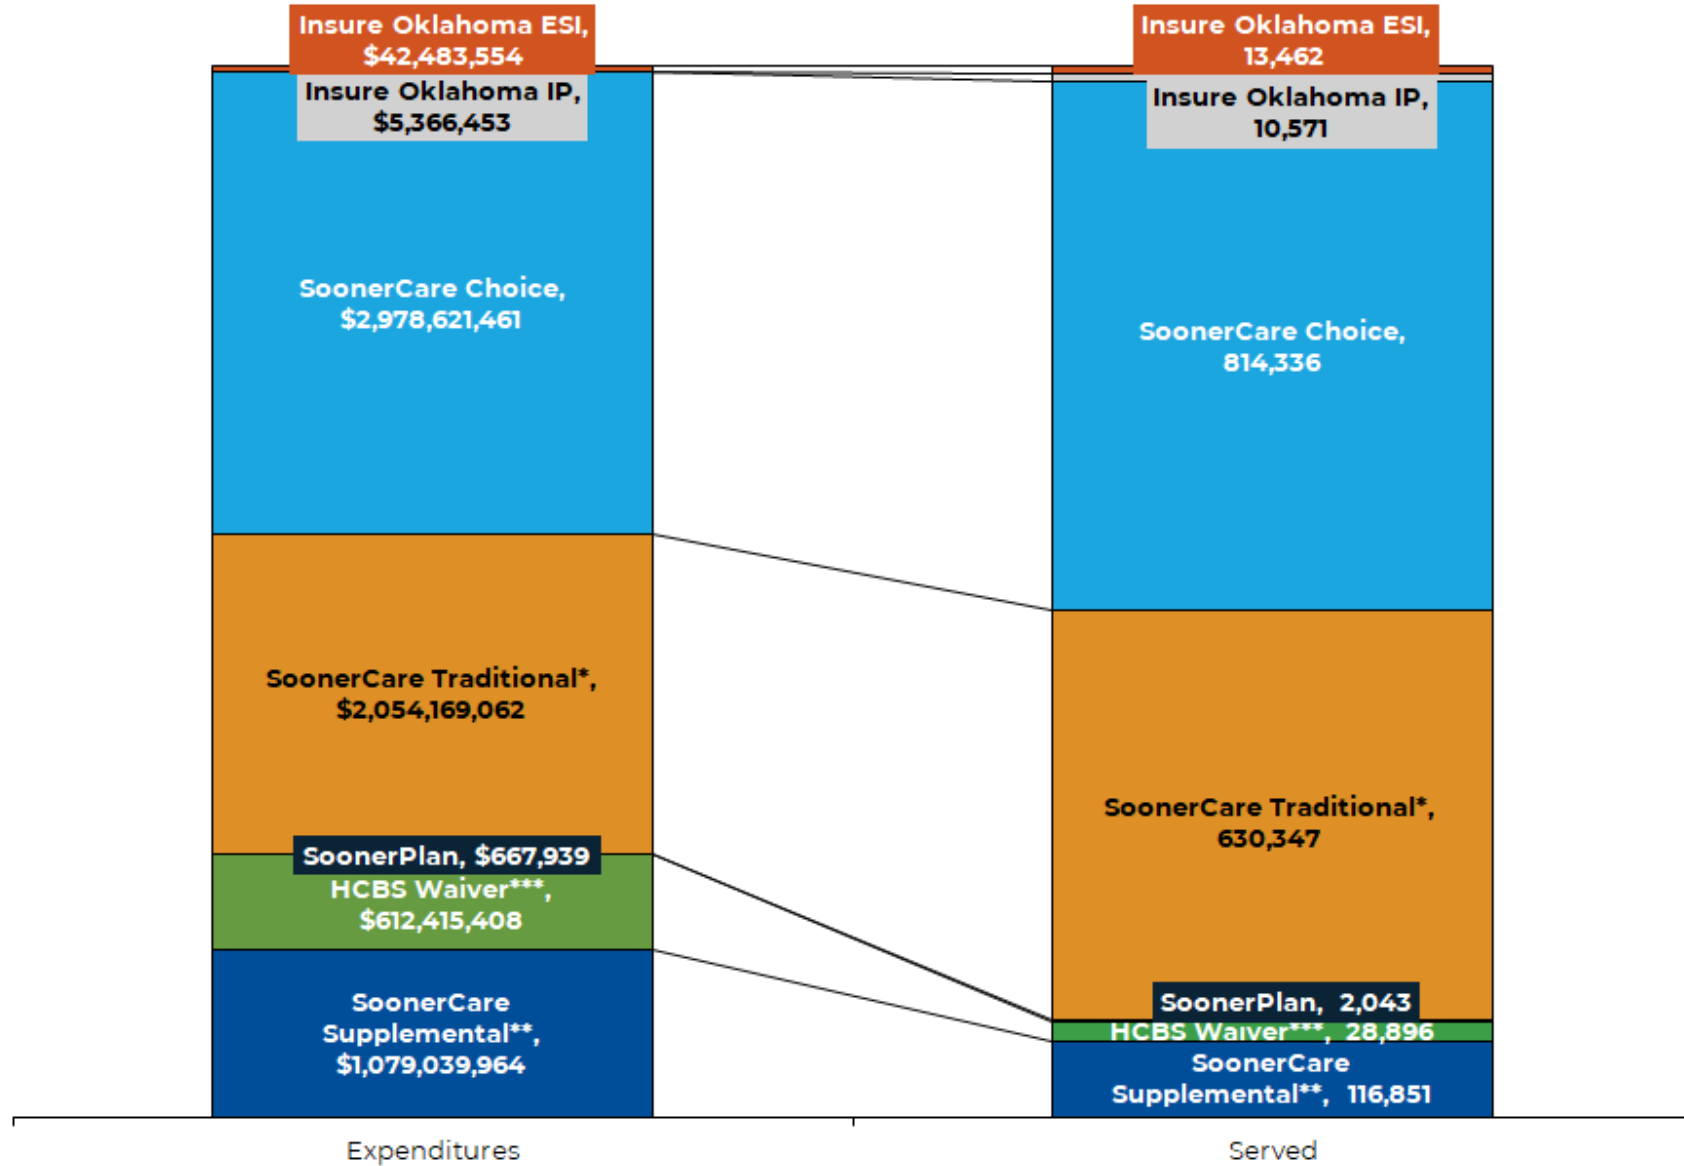 Insure Oklahoma ESI,
$42,483,554
Insure Oklahoma IP,
$5,366,453
SoonerCare Choice,
$2,978,621,461
SoonerCare Traditional*,
$2,054,169,062
SoonerPlan, $667,939
HCBS Waiver***,
$612,415,408
SoonerCare
Supplemental**,
$1,079,039,964
Expenditures
Insure Oklahoma ESI,
13,462
Insure Oklahoma IP,
10,571
SoonerCare Choice,
814,336
SoonerCare Traditional*,
630,347
SoonerPlan, 2,043
HCBS Waiver***, 28,896
SoonerCare
Supplemental**, 116,851
Served